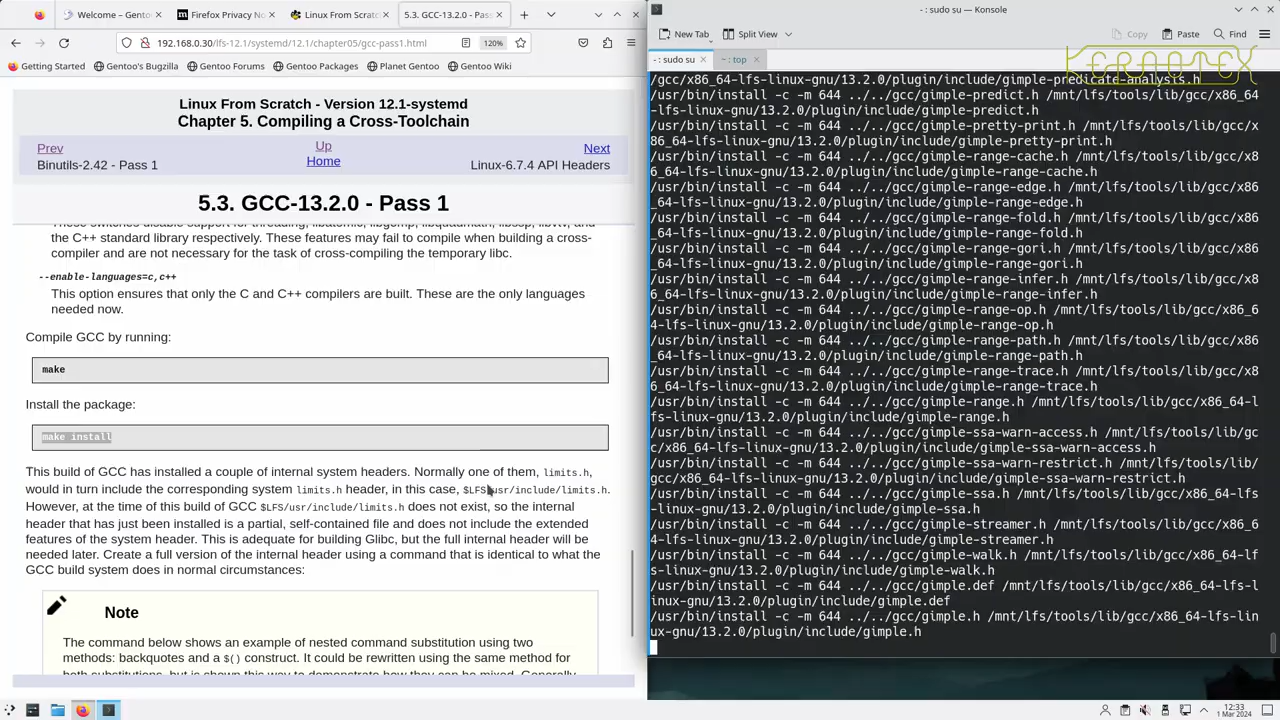 Welcome – Gento
Firefox Privacy No
Linux From Scratc
5.3. GCC-13.2.0 - Pas
192.168.0.30/lfs-12.1/systemd/12.1/chapter05/gcc-pass1.html
120%
Getting Started
Gentoo's Bugzilla
Gentoo Forums
Gentoo Packages
Planet Gentoo
Gentoo Wiki
Linux From Scratch - Version 12.1-systemd
Chapter 5. Compiling a Cross-Toolchain
Prev
Up
Next
Binutils-2.42 - Pass 1
Home
Linux-6.7.4 API Headers
5.3. GCC-13.2.0 - Pass 1
These switches disable support for threading, libatomic, libgomp, libquadmath, libssp, libvtv, and
the C++ standard library respectively. These features may fail to compile when building a cross-
compiler and are not necessary for the task of cross-compiling the temporary libc.
--enable-languages=c,c++
This option ensures that only the C and C++ compilers are built. These are the only languages
needed now.
Compile GCC by running:
make
Install the package:
make install
This build of GCC has installed a couple of internal system headers. Normally one of them, limits.h,
would in turn include the corresponding system limits.h header, in this case, $LFS/usr/include/limits.h.
However, at the time of this build of GCC $LFS/usr/include/limits.h does not exist, so the internal
header that has just been installed is a partial, self-contained file and does not include the extended
features of the system header. This is adequate for building Glibc, but the full internal header will be
needed later. Create a full version of the internal header using a command that is identical to what the
GCC build system does in normal circumstances:
Note
The command below shows an example of nested command substitution using two
methods: backquotes and a $() construct. It could be rewritten using the same method for
both substitutions, but is shown this way to demonstrate how they can be mixed. Generally
- : sudo su — Konsole
New Tab
Split View
Copy
Paste
Find
- : sudo su
~ : top
KERNOTEX
/gcc/x86_64-lfs-linux-gnu/13.2.0/plugin/include/gimple-predicate-analysis.h
/usr/bin/install -c -m 644 ../../gcc/gimple-predict.h /mnt/lfs/tools/lib/gcc/x86_64
-lfs-linux-gnu/13.2.0/plugin/include/gimple-predict.h
/usr/bin/install -c -m 644 ../../gcc/gimple-pretty-print.h /mnt/lfs/tools/lib/gcc/x
86_64-lfs-linux-gnu/13.2.0/plugin/include/gimple-pretty-print.h
/usr/bin/install -c -m 644 ../../gcc/gimple-range-cache.h /mnt/lfs/tools/lib/gcc/x8
6_64-lfs-linux-gnu/13.2.0/plugin/include/gimple-range-cache.h
/usr/bin/install -c -m 644 ../../gcc/gimple-range-edge.h /mnt/lfs/tools/lib/gcc/x86
_64-lfs-linux-gnu/13.2.0/plugin/include/gimple-range-edge.h
/usr/bin/install -c -m 644 ../../gcc/gimple-range-fold.h /mnt/lfs/tools/lib/gcc/x86
_64-lfs-linux-gnu/13.2.0/plugin/include/gimple-range-fold.h
/usr/bin/install -c -m 644 ../../gcc/gimple-range-gori.h /mnt/lfs/tools/lib/gcc/x86
_64-lfs-linux-gnu/13.2.0/plugin/include/gimple-range-gori.h
/usr/bin/install -c -m 644 ../../gcc/gimple-range-infer.h /mnt/lfs/tools/lib/gcc/x8
6_64-lfs-linux-gnu/13.2.0/plugin/include/gimple-range-infer.h
/usr/bin/install -c -m 644 ../../gcc/gimple-range-op.h /mnt/lfs/tools/lib/gcc/x86_6
4-lfs-linux-gnu/13.2.0/plugin/include/gimple-range-op.h
/usr/bin/install -c -m 644 ../../gcc/gimple-range-path.h /mnt/lfs/tools/lib/gcc/x86
_64-lfs-linux-gnu/13.2.0/plugin/include/gimple-range-path.h
/usr/bin/install -c -m 644 ../../gcc/gimple-range-trace.h /mnt/lfs/tools/lib/gcc/x8
6_64-lfs-linux-gnu/13.2.0/plugin/include/gimple-range-trace.h
/usr/bin/install -c -m 644 ../../gcc/gimple-range.h /mnt/lfs/tools/lib/gcc/x86_64-l
fs-linux-gnu/13.2.0/plugin/include/gimple-range.h
/usr/bin/install -c -m 644 ../../gcc/gimple-ssa-warn-access.h /mnt/lfs/tools/lib/gc
c/x86_64-lfs-linux-gnu/13.2.0/plugin/include/gimple-ssa-warn-access.h
/usr/bin/install -c -m 644 ../../gcc/gimple-ssa-warn-restrict.h /mnt/lfs/tools/lib/
gcc/x86_64-lfs-linux-gnu/13.2.0/plugin/include/gimple-ssa-warn-restrict.h
/usr/bin/install -c -m 644 ../../gcc/gimple-ssa.h /mnt/lfs/tools/lib/gcc/x86_64-lfs
-linux-gnu/13.2.0/plugin/include/gimple-ssa.h
/usr/bin/install -c -m 644 ../../gcc/gimple-streamer.h /mnt/lfs/tools/lib/gcc/x86_6
4-lfs-linux-gnu/13.2.0/plugin/include/gimple-streamer.h
/usr/bin/install -c -m 644 ../../gcc/gimple-walk.h /mnt/lfs/tools/lib/gcc/x86_64-lf
s-linux-gnu/13.2.0/plugin/include/gimple-walk.h
/usr/bin/install -c -m 644 ../../gcc/gimple.def /mnt/lfs/tools/lib/gcc/x86_64-lfs-l
inux-gnu/13.2.0/plugin/include/gimple.def
/usr/bin/install -c -m 644 ../../gcc/gimple.h /mnt/lfs/tools/lib/gcc/x86_64-lfs-lin
ux-gnu/13.2.0/plugin/include/gimple.h
12:33
1 Mar 2024